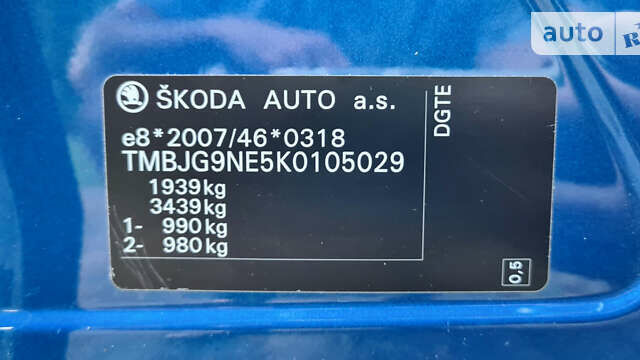 ŠKODA AUTO a.s.
e8*2007/46*0318
TMBJG9NE5K0105029
1939kg
3439kg
1- 990kg
2- 980kg
DGTE
0,5
auto